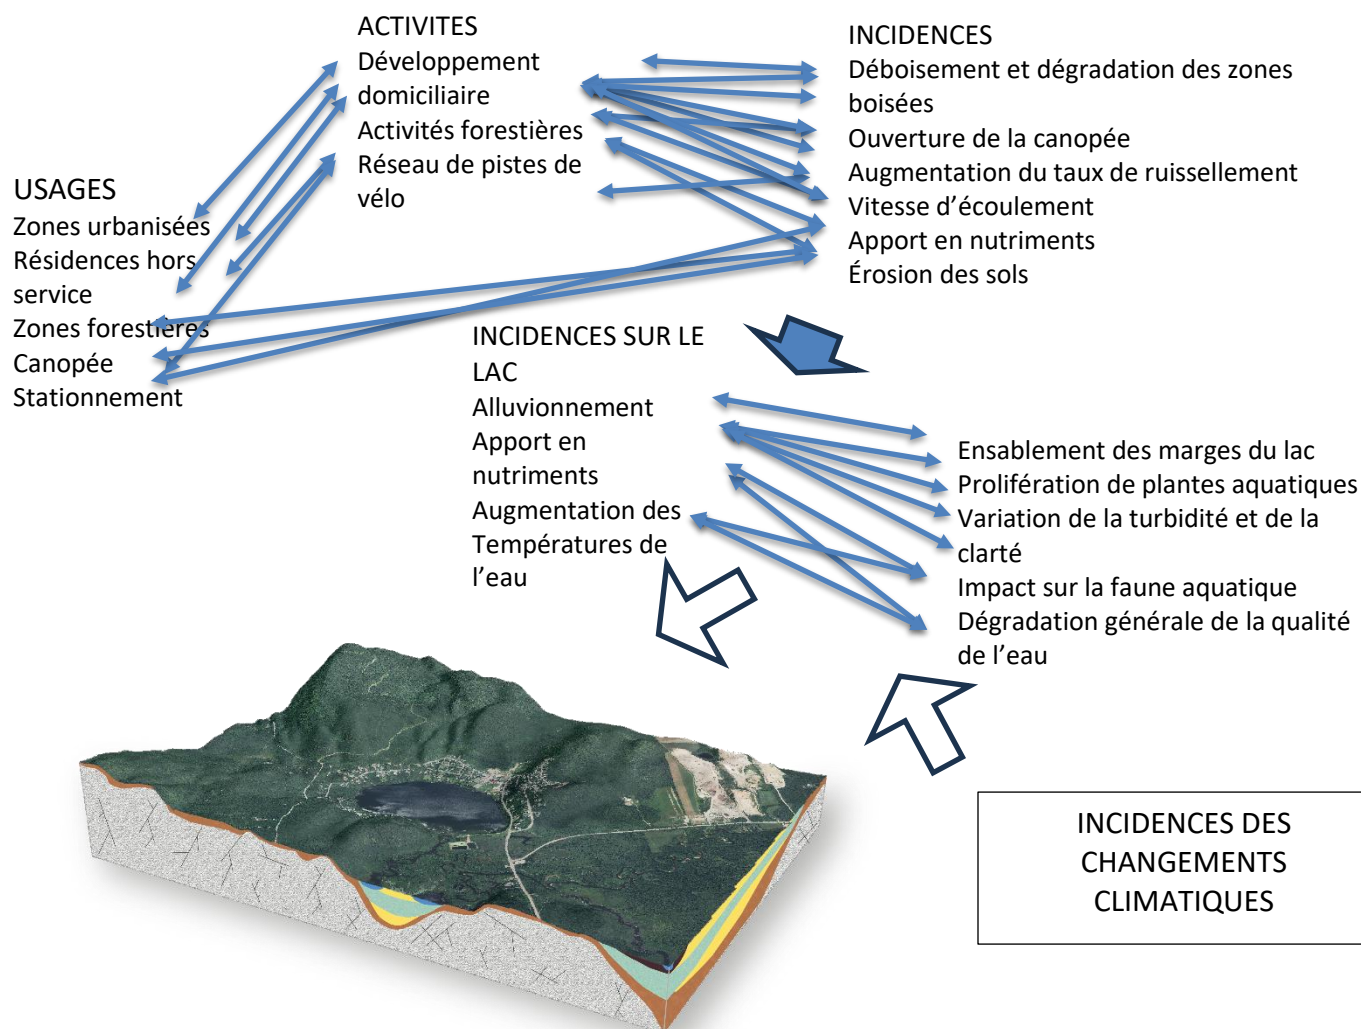 ACTIVITES
Développement
domiciliaire
Activités forestières
Réseau de pistes de
vélo
INCIDENCES
Déboisement et dégradation des zones
boisées
Ouverture de la canopée
Augmentation du taux de ruissellement
Vitesse d’écoulement
Apport en nutriments
Érosion des sols
USAGES
Zones urbanisées
Résidences hors
service
Zones forestières
Canopée
Stationnement
INCIDENCES SUR LE
LAC
Alluvionnement
Apport en
nutriments
Augmentation des
Températures de
l’eau
Ensablement des marges du lac
Prolifération de plantes aquatiques
Variation de la turbidité et de la
clarté
Impact sur la faune aquatique
Dégradation générale de la qualité
de l’eau
INCIDENCES DES
CHANGEMENTS
CLIMATIQUES